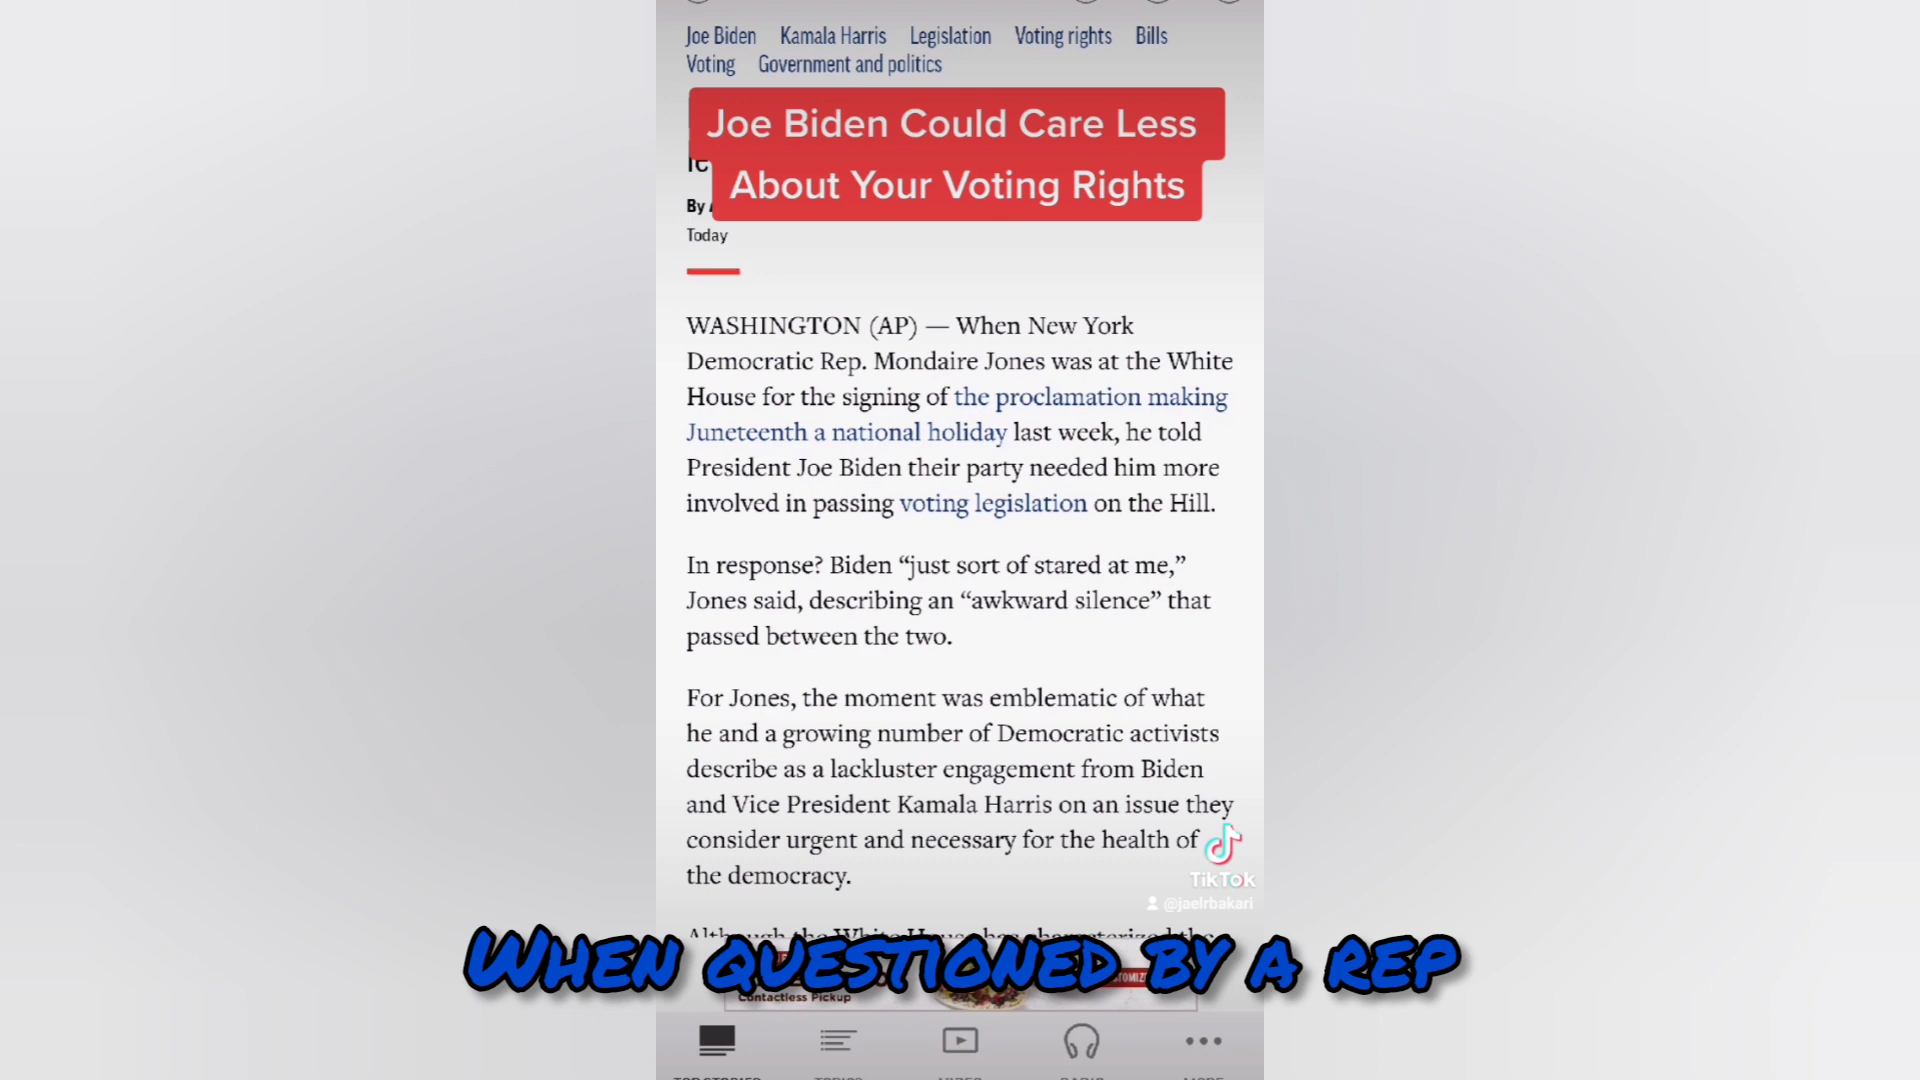 Joe Biden Kamala Harris Legislation Voting rights Bills
Voting Government and politics
Joe Biden Could Care Less
About Your Voting Rights
By
Today
WASHINGTON (AP) — When New York
Democratic Rep. Mondaire Jones was at the White
House for the signing of the proclamation making
Juneteenth a national holiday last week, he told
President Joe Biden their party needed him more
involved in passing voting legislation on the Hill.
In response? Biden “just sort of stared at me,”
Jones said, describing an “awkward silence” that
passed between the two.
For Jones, the moment was emblematic of what
he and a growing number of Democratic activists
describe as a lackluster engagement from Biden
and Vice President Kamala Harris on an issue they
consider urgent and necessary for the health of
the democracy.
TikTok
@jaelrbakari
Although the White House has characterized the
WHEN QUESTIONED BY A REP
Contactless Pickup